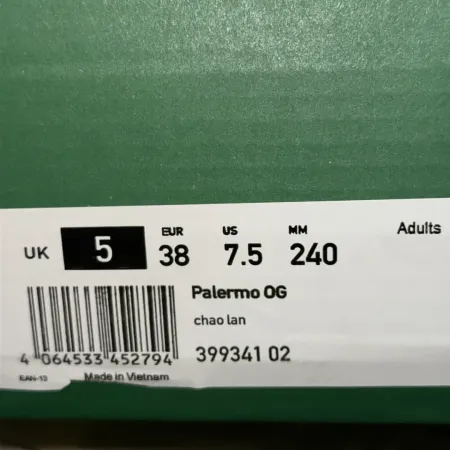 Adults
EUR US MM
UK 5 38 7.5 240
Palermo OG
chao lan
399341 02
4 064533 452794
EAN-13 Made in Vietnam